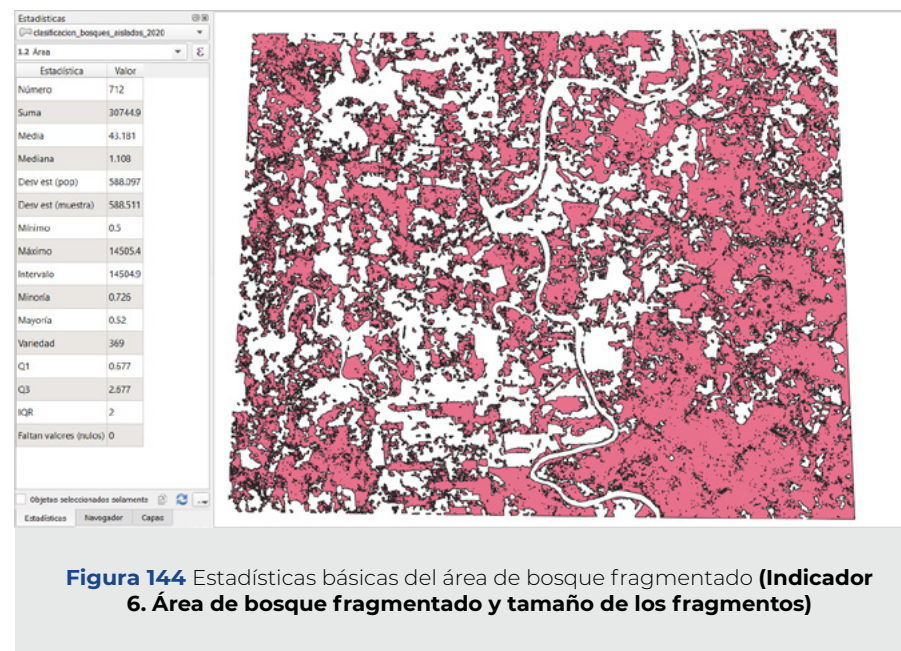 Estadísticas
clasificacion_bosques_aislados_2020
1.2 Área
Estadística Valor
Número 712
Suma 30744.9
Media 43.181
Mediana 1.108
Desv est (pop) 588.097
Desv est (muestra) 588.511
Mínimo 0.5
Máximo 14505.4
Intervalo 14504.9
Minoría 0.726
Mayoría 0.52
Variedad 369
Q1 0.677
Q3 2.677
IQR 2
Faltan valores (nulos) 0
Objetos seleccionados solamente
Estadísticas Navegador Capas
Figura 144 Estadísticas básicas del área de bosque fragmentado (Indicador
6. Área de bosque fragmentado y tamaño de los fragmentos)